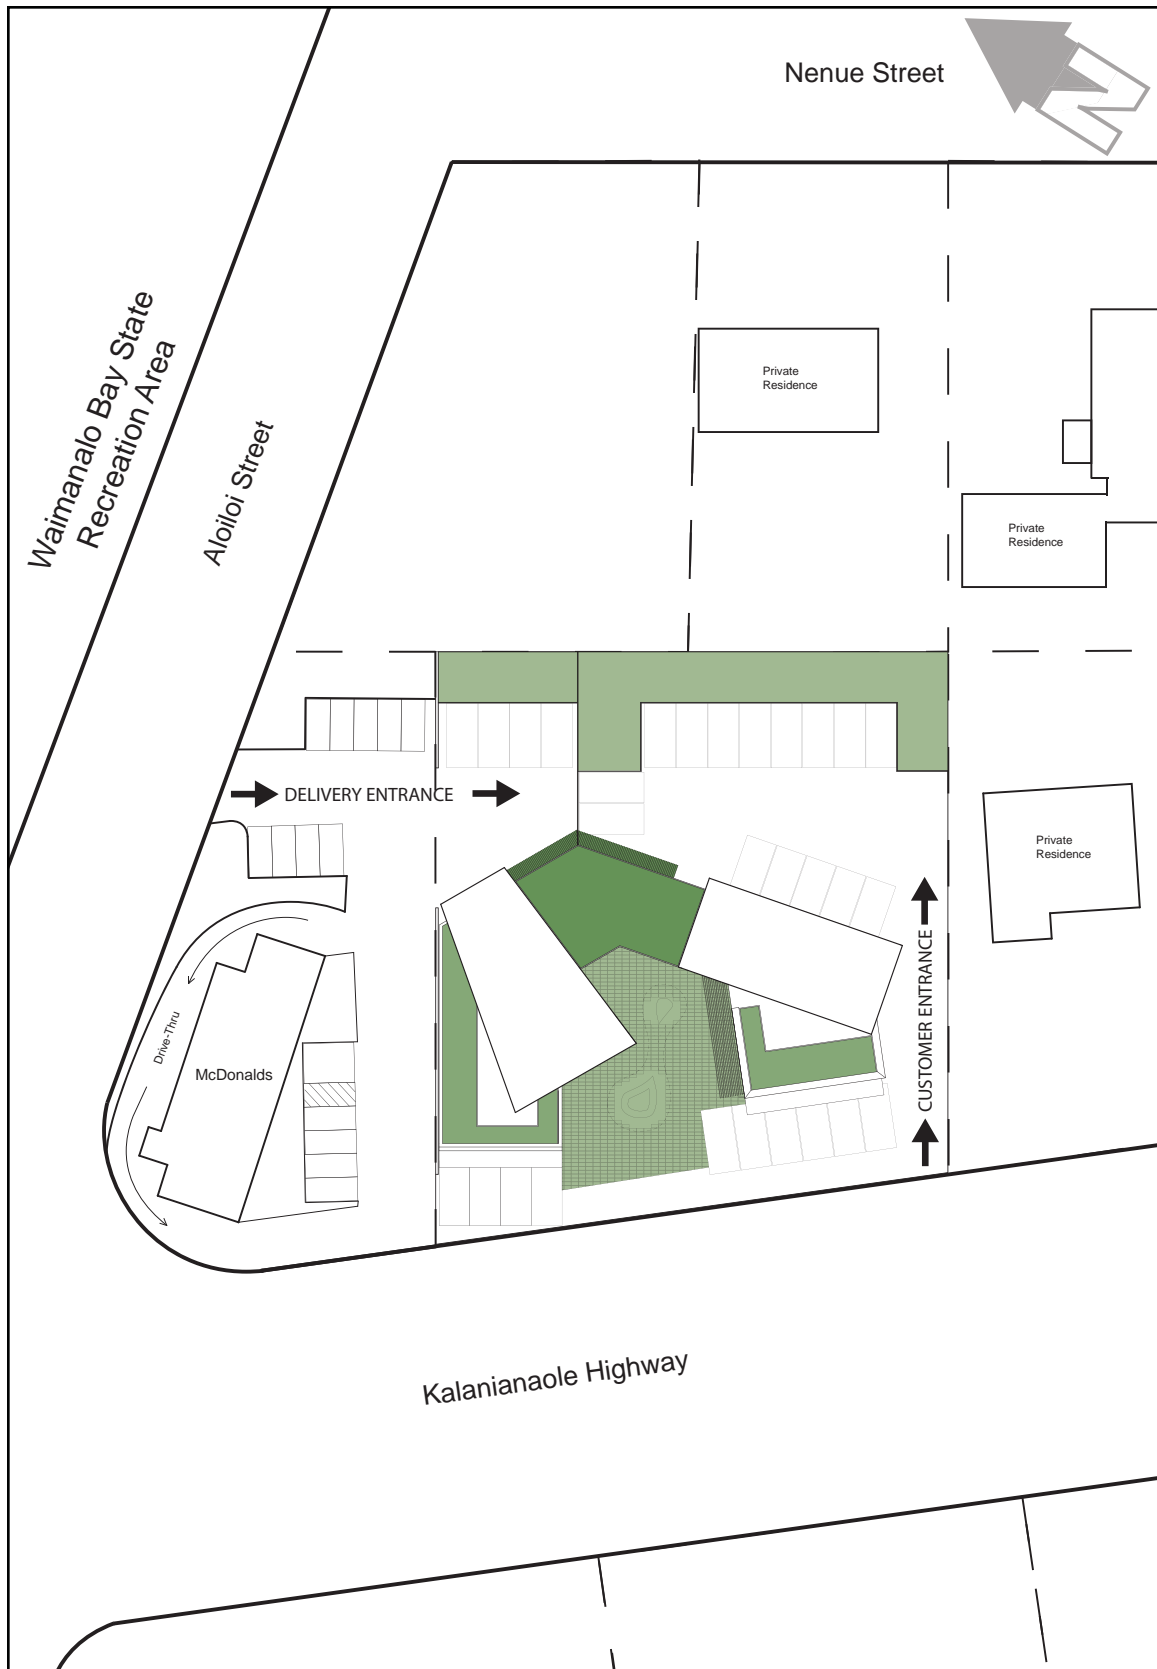 Nenue Street
N
Waimanalo Bay State
Recreation Area
Aloiloi Street
Private
Residence
Private
Residence
DELIVERY ENTRANCE
Private
Residence
CUSTOMER ENTRANCE
Drive-Thru
McDonalds
Kalanianaole Highway